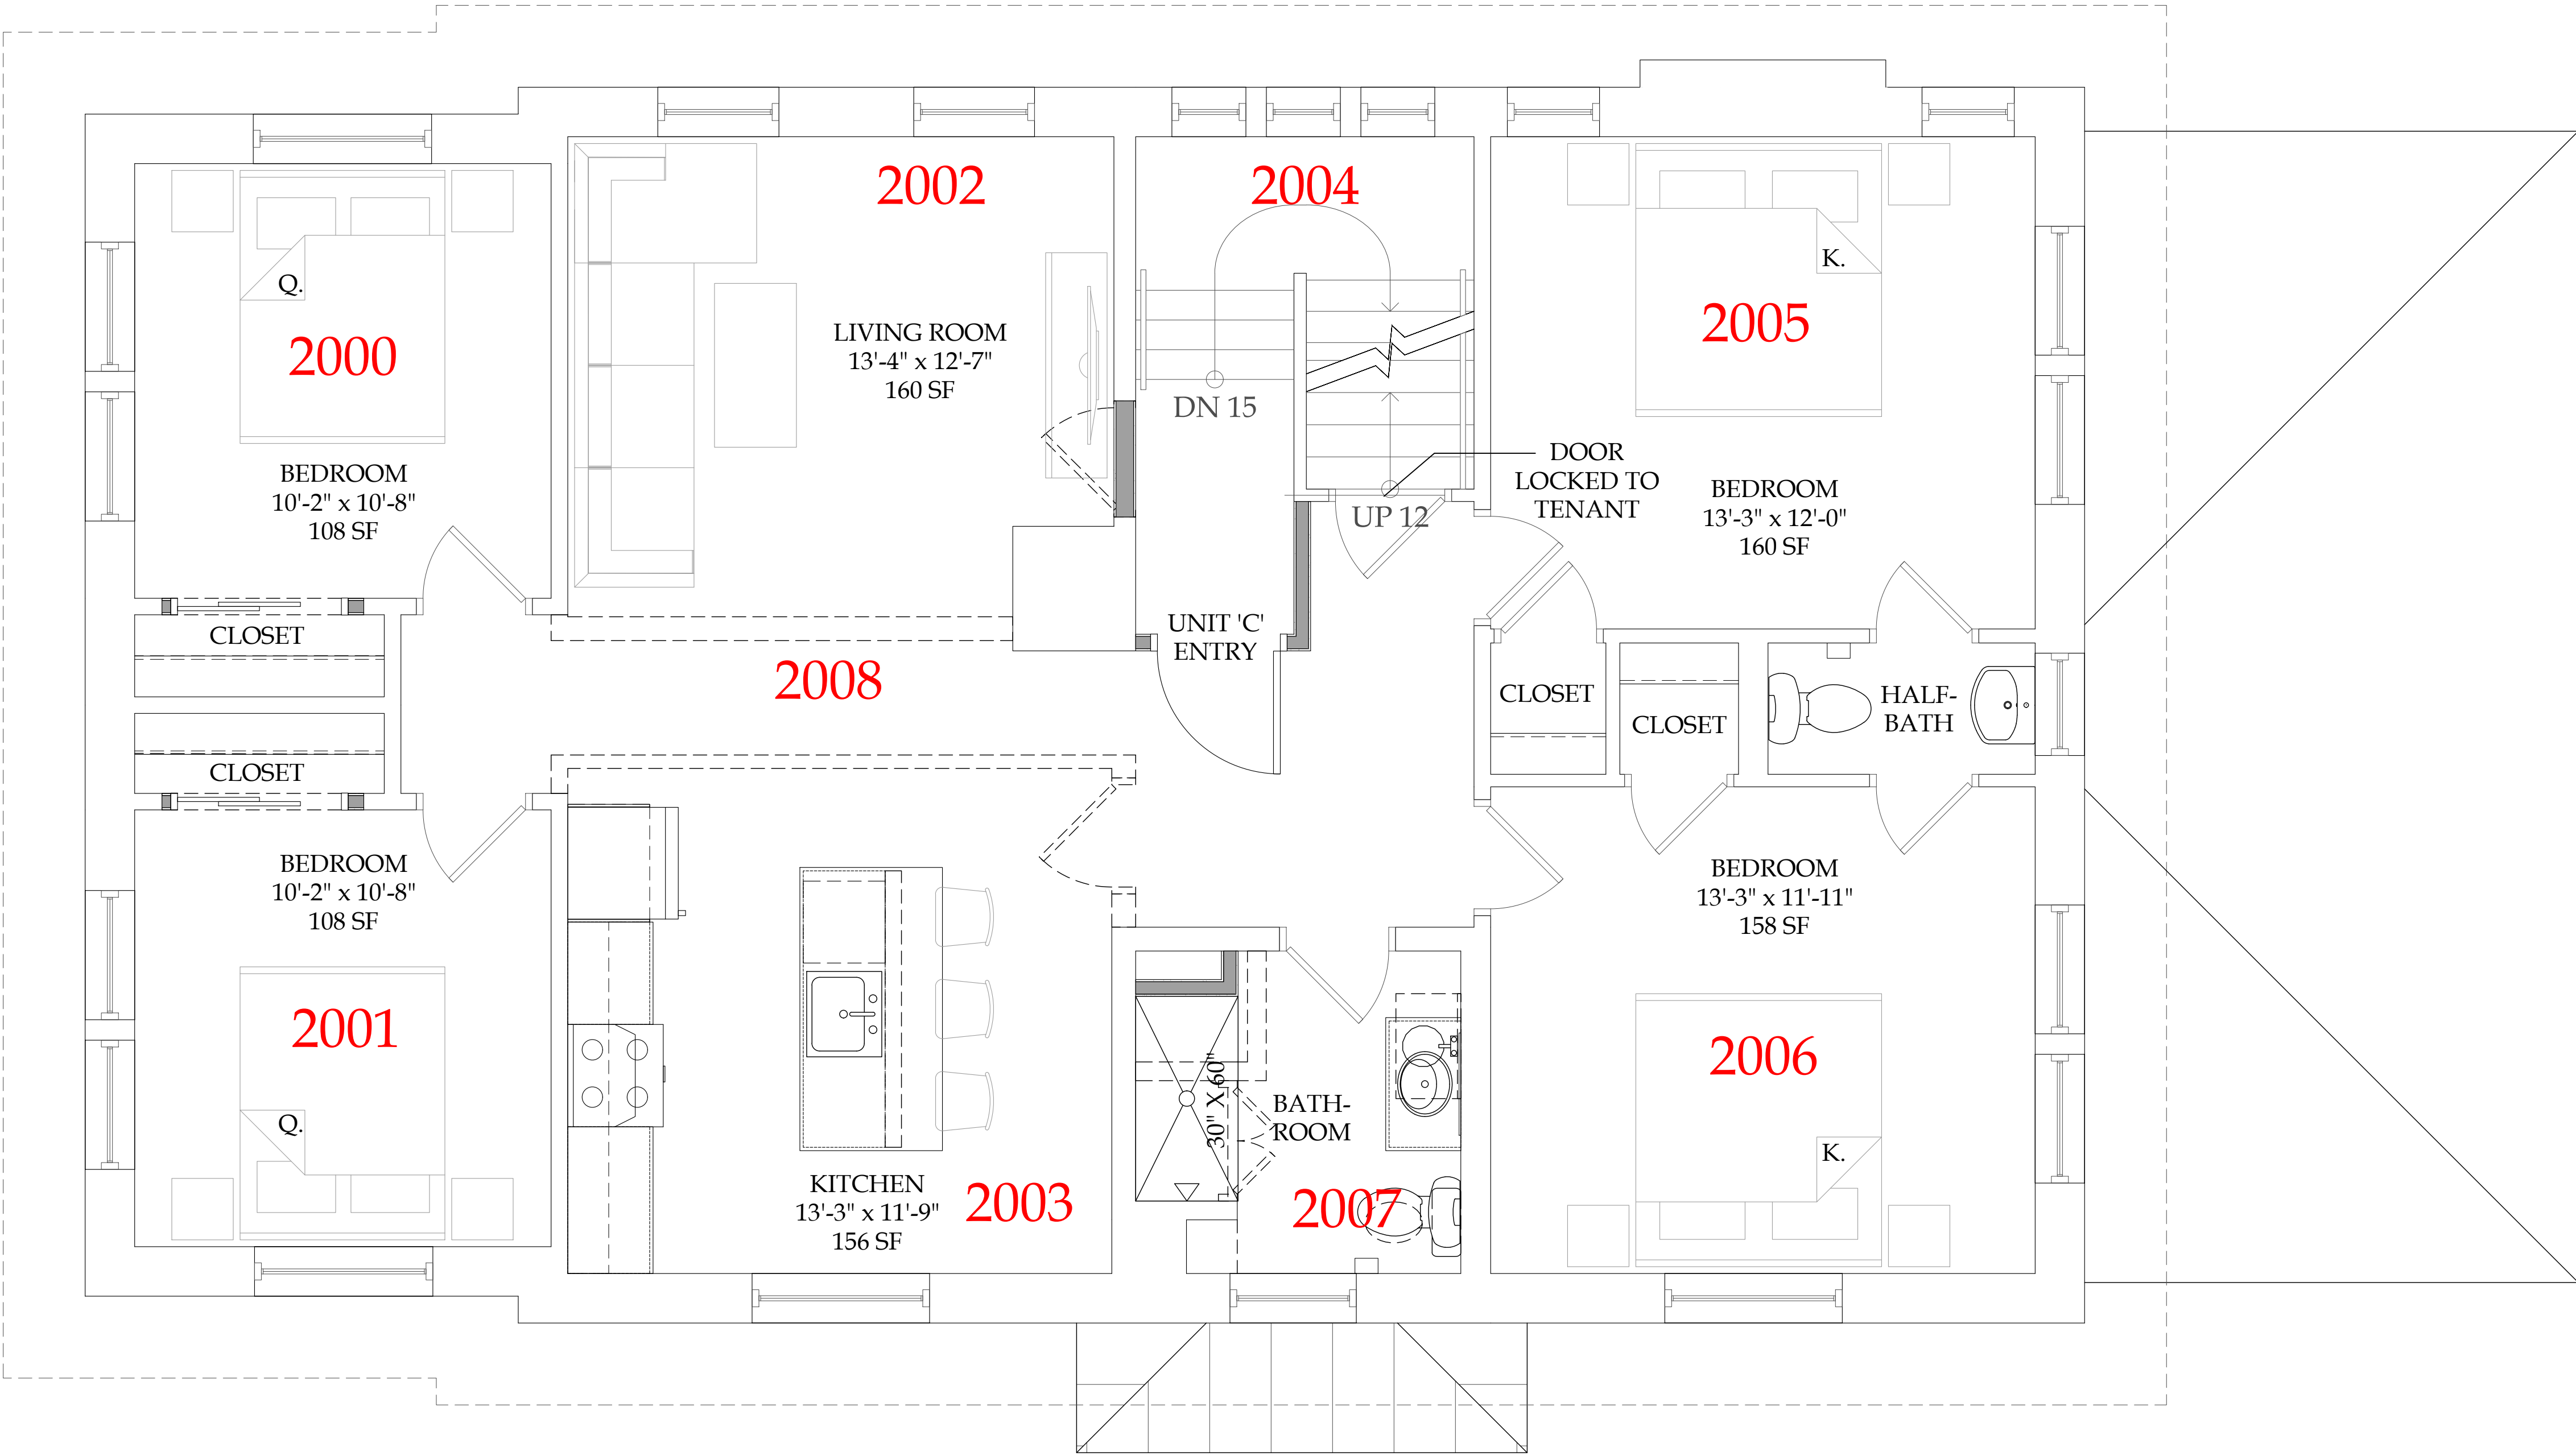 2002
2004
2005
2000
Q.
K.
LIVING ROOM
13'-4" x 12'-7"
160 SF
DN 15
UP 12
DOOR
LOCKED TO
TENANT
BEDROOM
10'-2" x 10'-8"
108 SF
BEDROOM
13'-3" x 12'-0"
160 SF
CLOSET
UNIT 'C'
ENTRY
2008
CLOSET
CLOSET
HALF-
BATH
CLOSET
BEDROOM
10'-2" x 10'-8"
108 SF
BEDROOM
13'-3" x 11'-11"
158 SF
2001
Q.
2006
K.
30" X 60"
BATH-
ROOM
2007
KITCHEN
13'-3" x 11'-9"
156 SF
2003